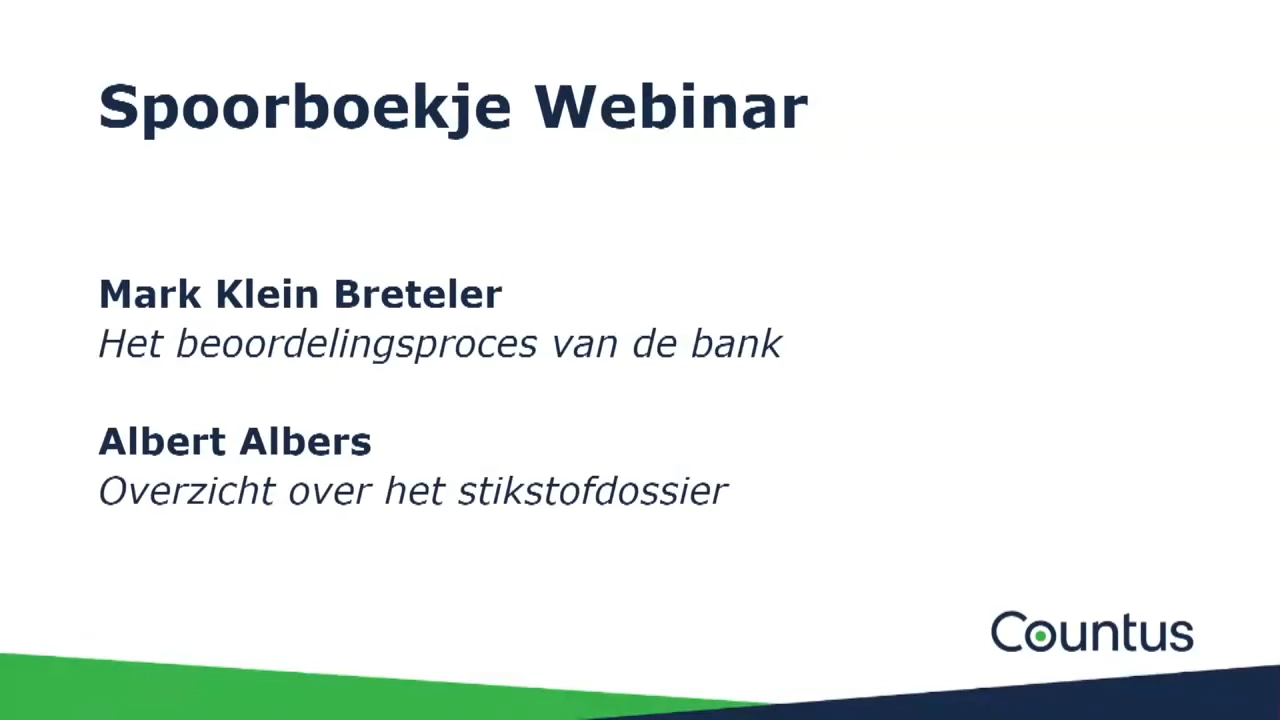 Spoorboekje Webinar
Mark Klein Breteler
Het beoordelingsproces van de bank
Albert Albers
Overzicht over het stikstofdossier
Countus